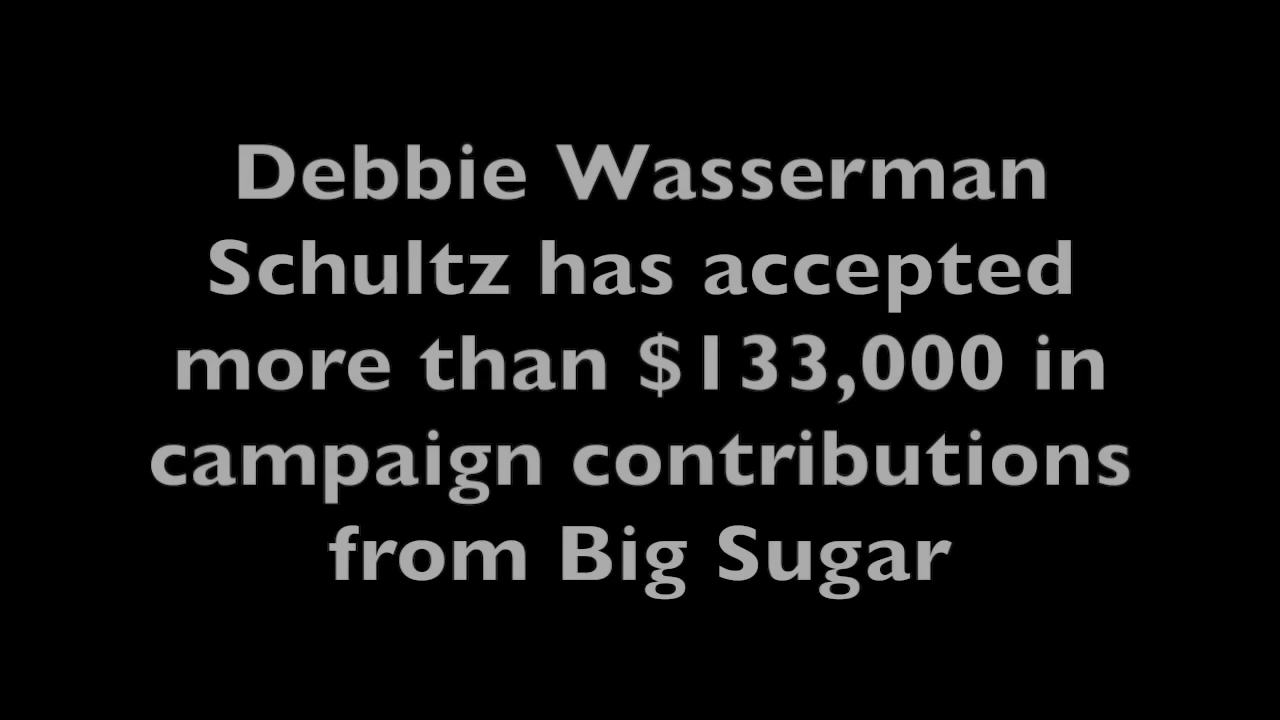 Debbie Wasserman
Schultz has accepted
more than $133,000 in
campaign contributions
from Big Sugar